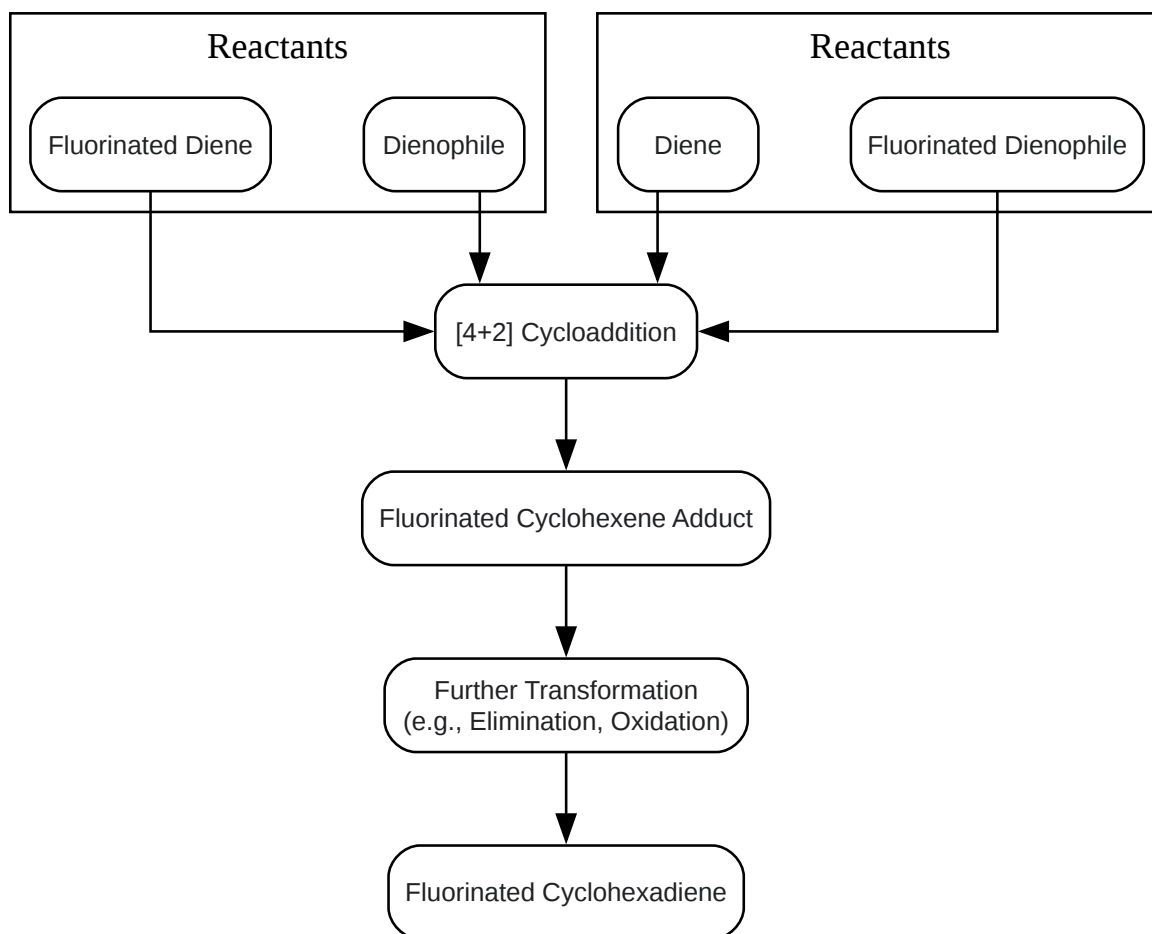 Reactants
Reactants
Fluorinated Diene
Dienophile
Diene
Fluorinated Dienophile
[4+2] Cycloaddition
Fluorinated Cyclohexene Adduct
Further Transformation
(e.g., Elimination, Oxidation)
Fluorinated Cyclohexadiene